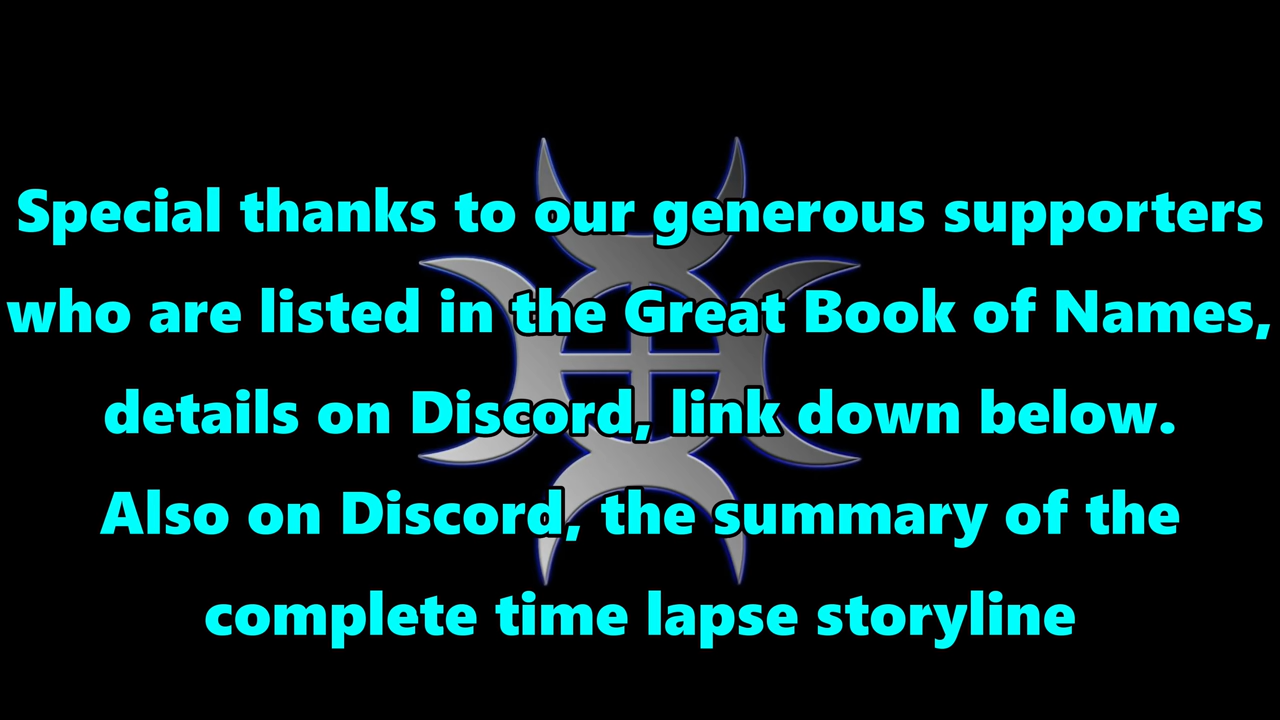 Special thanks to our generous supporters
who are listed in the Great Book of Names,
details on Discord, link down below.
Also on Discord, the summary of the
complete time lapse storyline